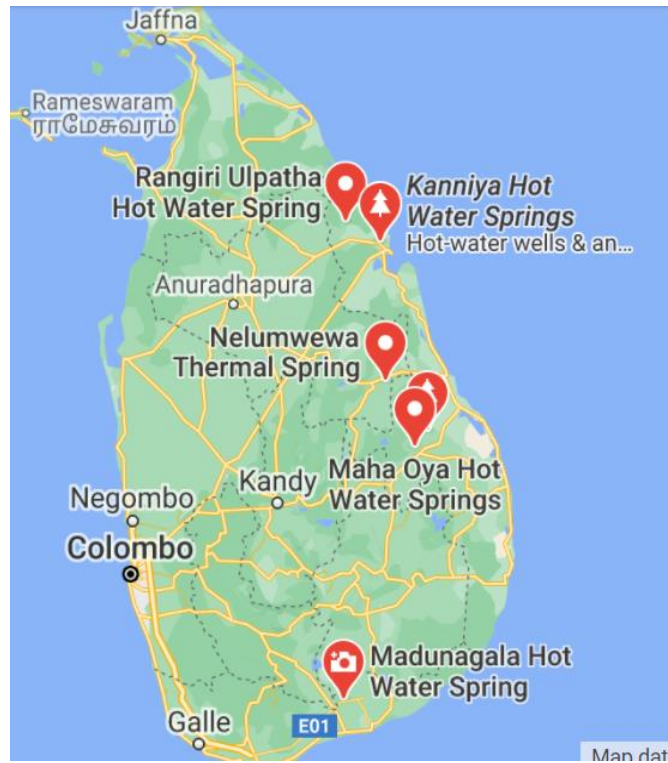 Jaffna
Rameswaram
ராமேசுவரம்
Rangiri Ulpatha
Hot Water Spring
Kanniya Hot
Water Springs
Hot-water wells & an...
Anuradhapura
Nelumwewa
Thermal Spring
Maha Oya Hot
Water Springs
Kandy
Negombo
Colombo
Madunagala Hot
Water Spring
E01
Galle
Map dat